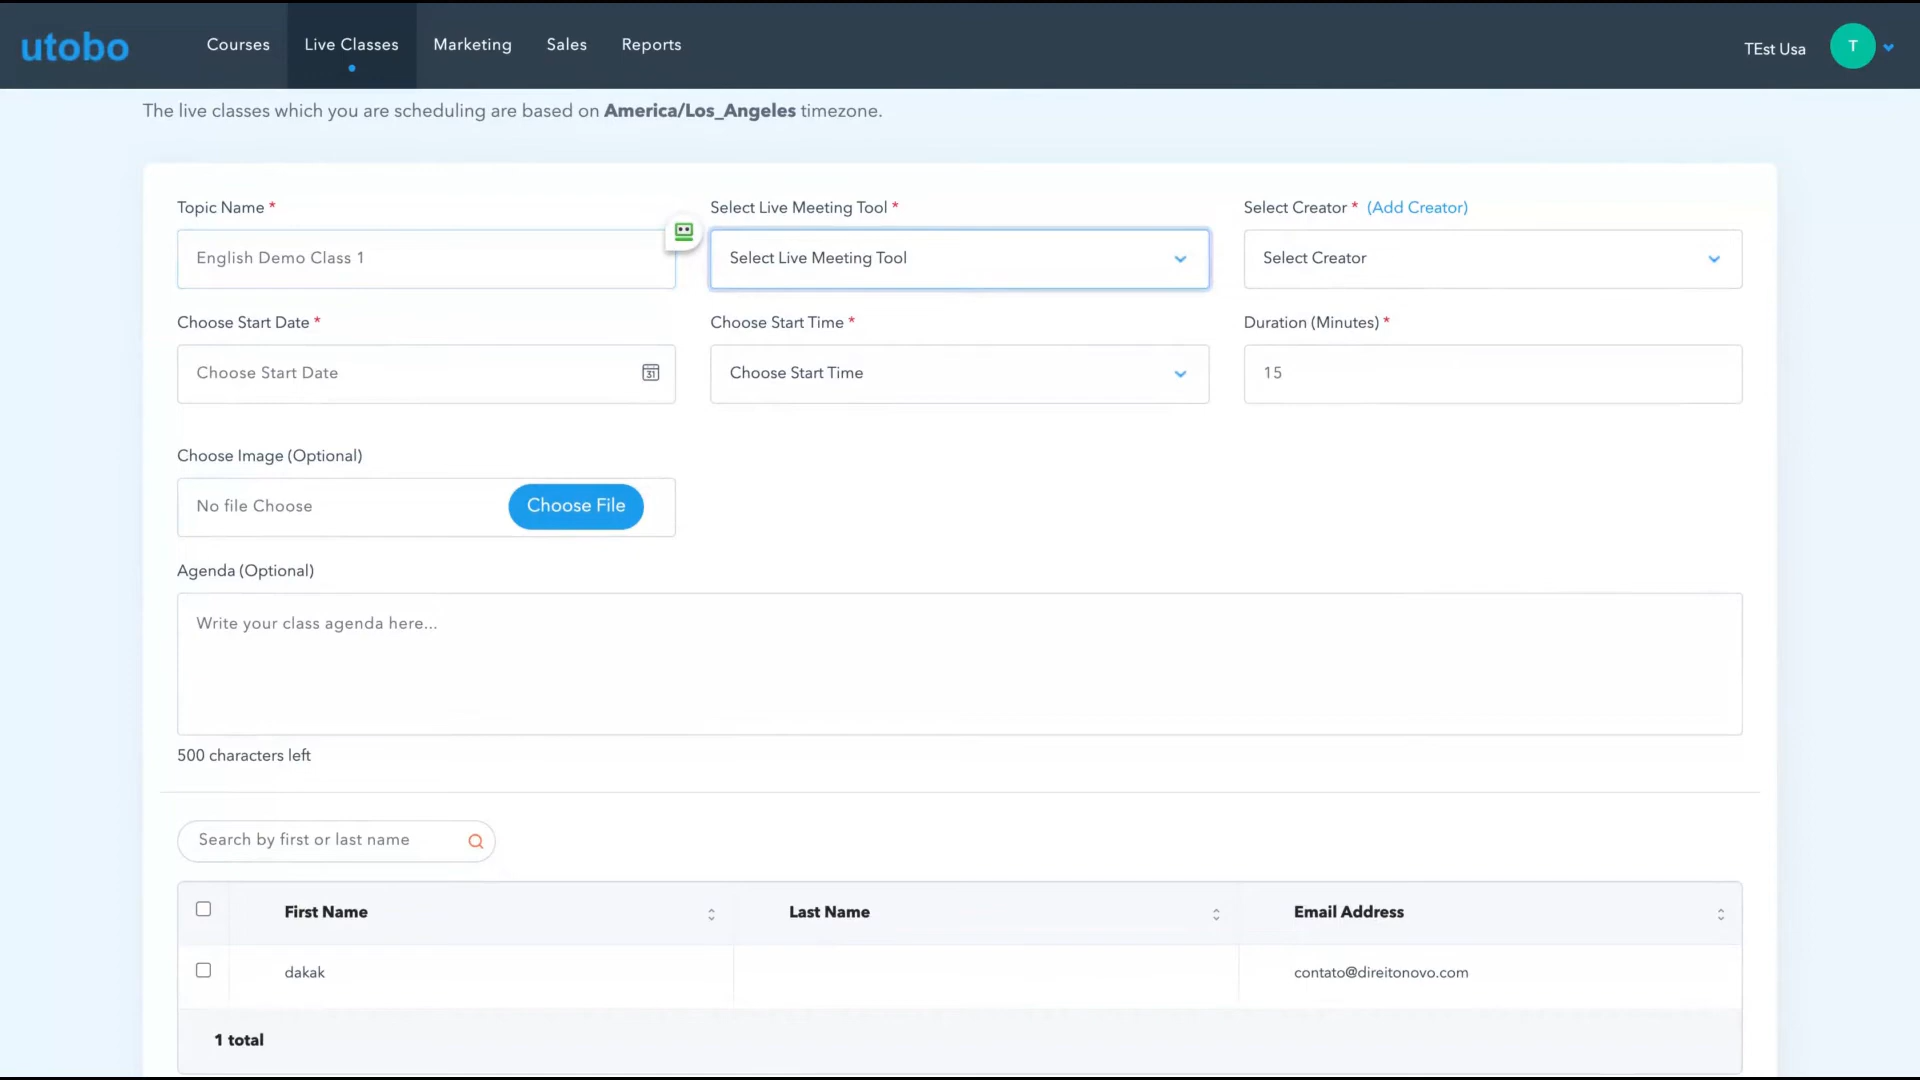 utobo
Courses
Live Classes
Marketing
Sales
Reports
TEst Usa
T
The live classes which you are scheduling are based on America/Los_Angeles timezone.
Topic Name *
Select Live Meeting Tool *
Select Creator * (Add Creator)
English Demo Class 1
Select Live Meeting Tool
Select Creator
Choose Start Date *
Choose Start Time *
Duration (Minutes) *
Choose Start Date
31
Choose Start Time
15
Choose Image (Optional)
No file Choose
Choose File
Agenda (Optional)
Write your class agenda here...
500 characters left
Search by first or last name
First Name
Last Name
Email Address
dakak
contato@direitonovo.com
1 total